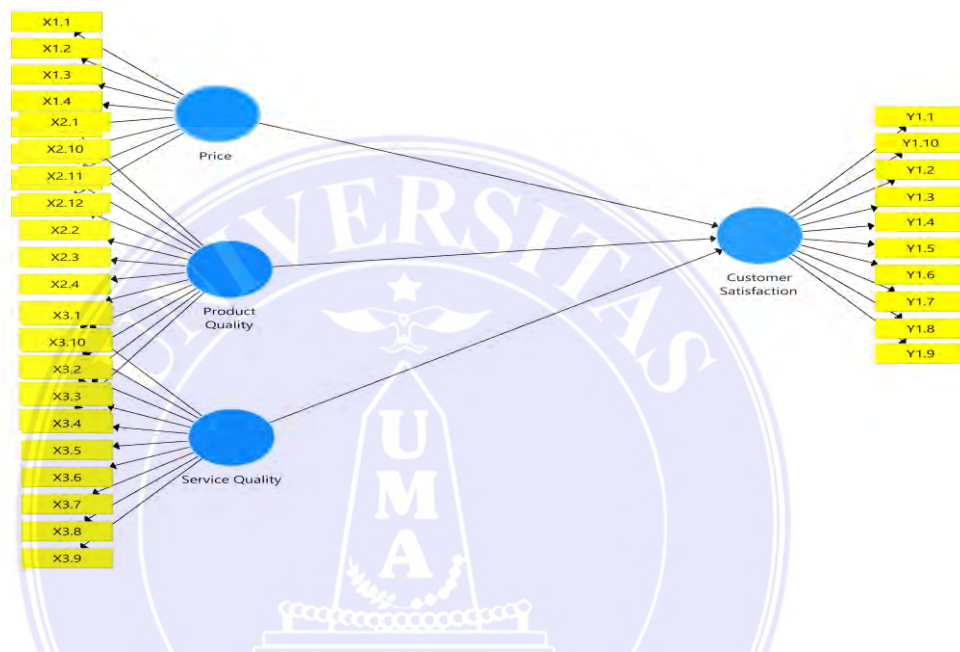 X1.1
X1.2
X1.3
X1.4
X2.1
X2.10
X2.11
X2.12
X2.2
X2.3
X2.4
X3.1
X3.10
X3.2
X3.3
X3.4
X3.5
X3.6
X3.7
X3.8
X3.9
Price
Product
Quality
Service Quality
Customer
Satisfaction
Y1.1
Y1.10
Y1.2
Y1.3
Y1.4
Y1.5
Y1.6
Y1.7
Y1.8
Y1.9
UNIVERSITAS
U
M
A